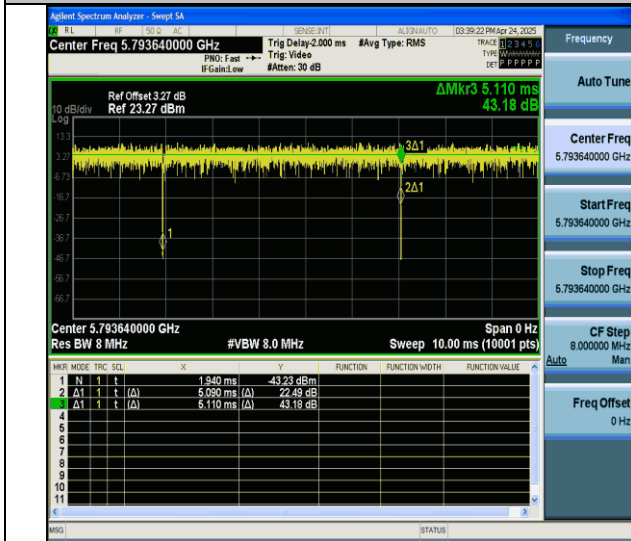 Agilent Spectrum Analyzer - Swept SA
RL RF 50 Ω AC SENSE:INT ALIGNAUTO 03:39:22 PM Apr 24, 2025
Center Freq 5.793640000 GHz
PNO: Fast
IFGain:Low
Trig Delay-2.000 ms
Trig: Video
#Atten: 30 dB
#Avg Type: RMS
TRACE 1 2 3 4 5 6
TYPE
DET P P P P P P
ΔMkr3 5.110 ms
43.18 dB
Ref Offset 3.27 dB
10 dB/div Ref 23.27 dBm
Log
13.3
3.27
-6.73
-16.7
-26.7
-36.7
-46.7
-56.7
-66.7
3Δ1
2Δ1
1
Center 5.793640000 GHz Span 0 Hz
Res BW 8 MHz #VBW 8.0 MHz Sweep 10.00 ms (10001 pts)
MKR MODE TRC SCL X Y FUNCTION FUNCTION WIDTH FUNCTION VALUE
1 N 1 t 1.940 ms -43.23 dBm
2 Δ1 1 t (Δ) 5.090 ms (Δ) 22.49 dB
3 Δ1 1 t (Δ) 5.110 ms (Δ) 43.18 dB
4
5
6
7
8
9
10
11
MSG STATUS
Frequency
Auto Tune
Center Freq
5.793640000 GHz
Start Freq
5.793640000 GHz
Stop Freq
5.793640000 GHz
CF Step
8.000000 MHz
Auto Man
Freq Offset
0 Hz